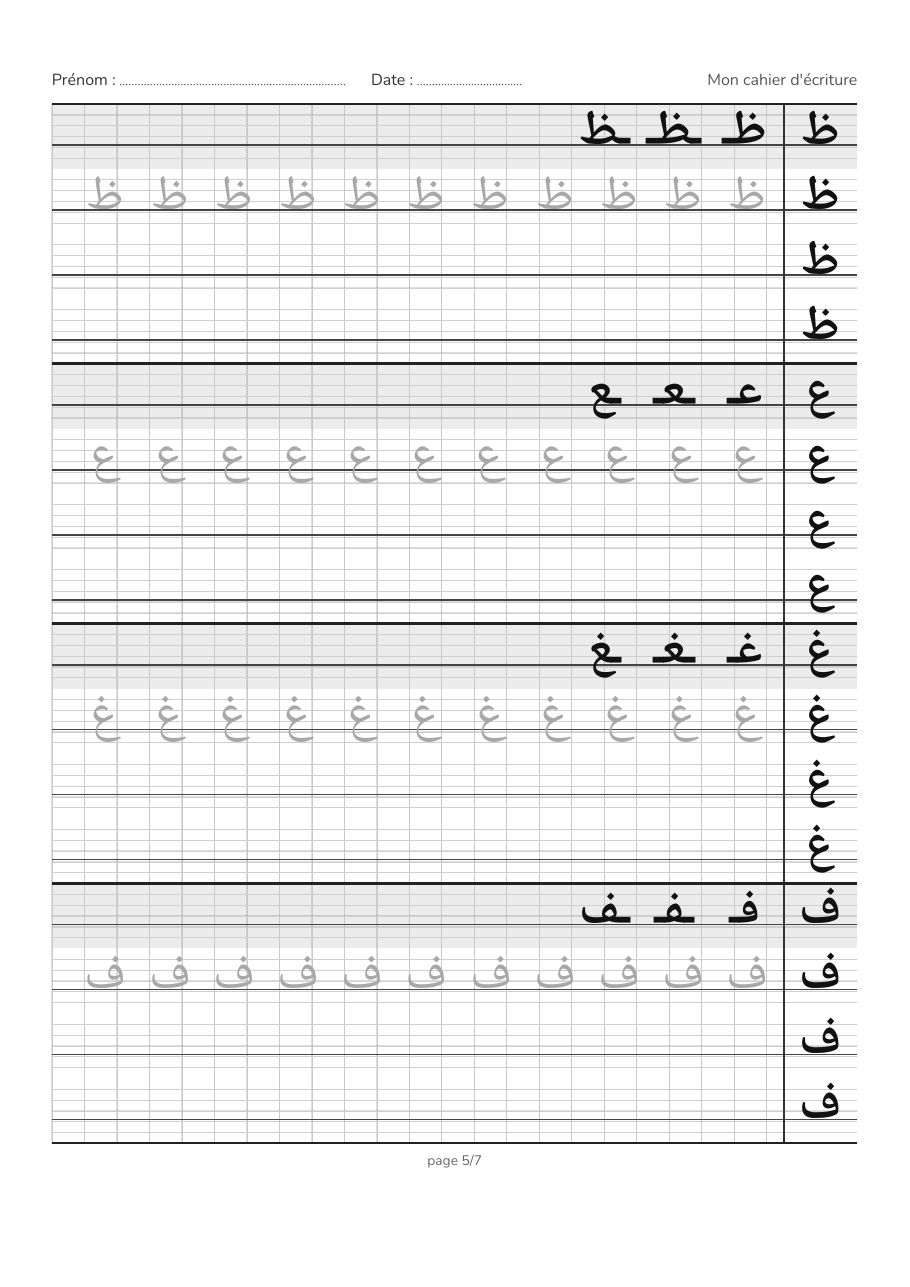 Prénom : ........................................ Date : .................... Mon cahier d'écriture
ظ ظـ ـظـ ـظ
ظ ظ ظ ظ ظ ظ ظ ظ ظ ظ ظ ظ
ظ
ظ
ع عـ ـعـ ـع
ع ع ع ع ع ع ع ع ع ع ع ع
ع
ع
غ غـ ـغـ ـغ
غ غ غ غ غ غ غ غ غ غ غ غ
غ
غ
ف فـ ـفـ ـف
ف ف ف ف ف ف ف ف ف ف ف ف
ف
ف
page 5/7